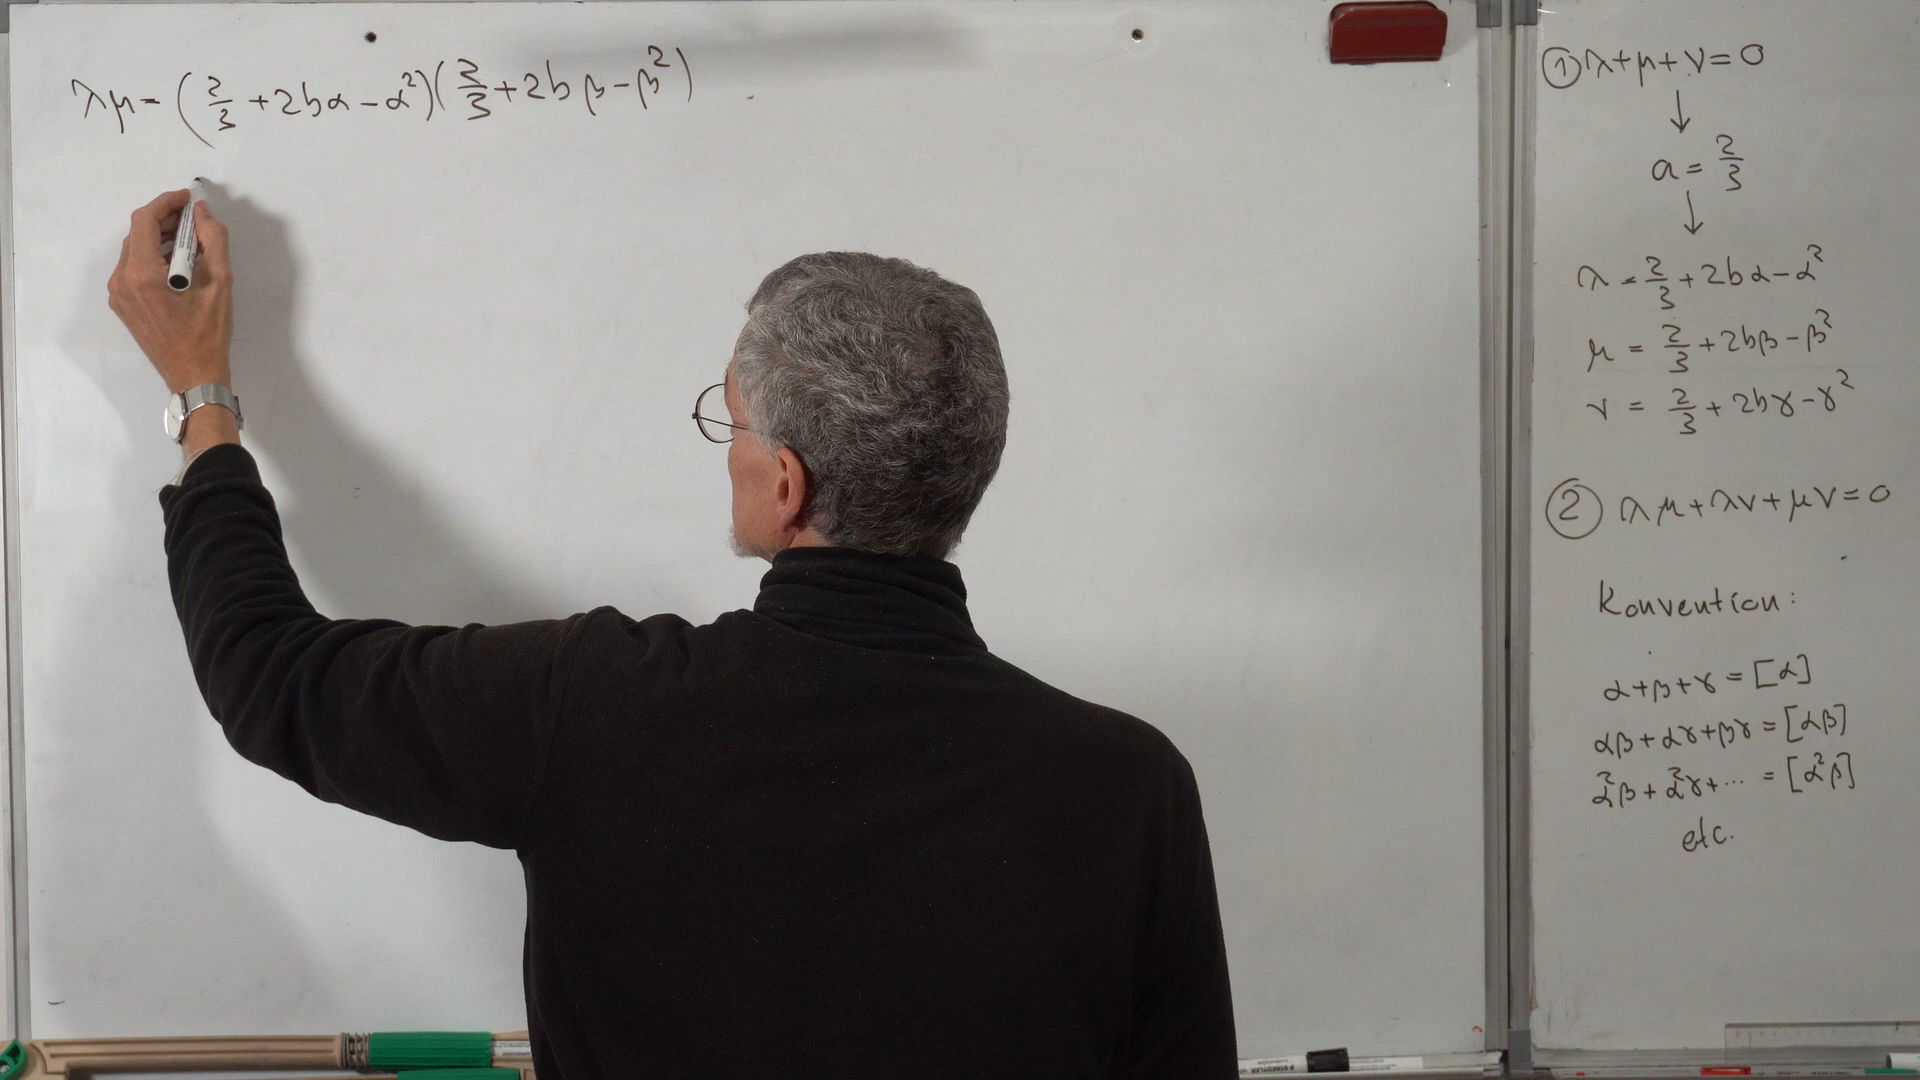 λμ = (2/3 + 2bα − α²)(2/3 + 2bβ − β²)
① λ+μ+ν=0
↓
a = 2/3
↓
λ = 2/3 + 2bα − α²
μ = 2/3 + 2bβ − β²
ν = 2/3 + 2bγ − γ²
② λμ+λν+μν=0
Konvention:
α+β+γ = [α]
αβ+αγ+βγ = [αβ]
α²β+α²γ+... = [α²β]
etc.